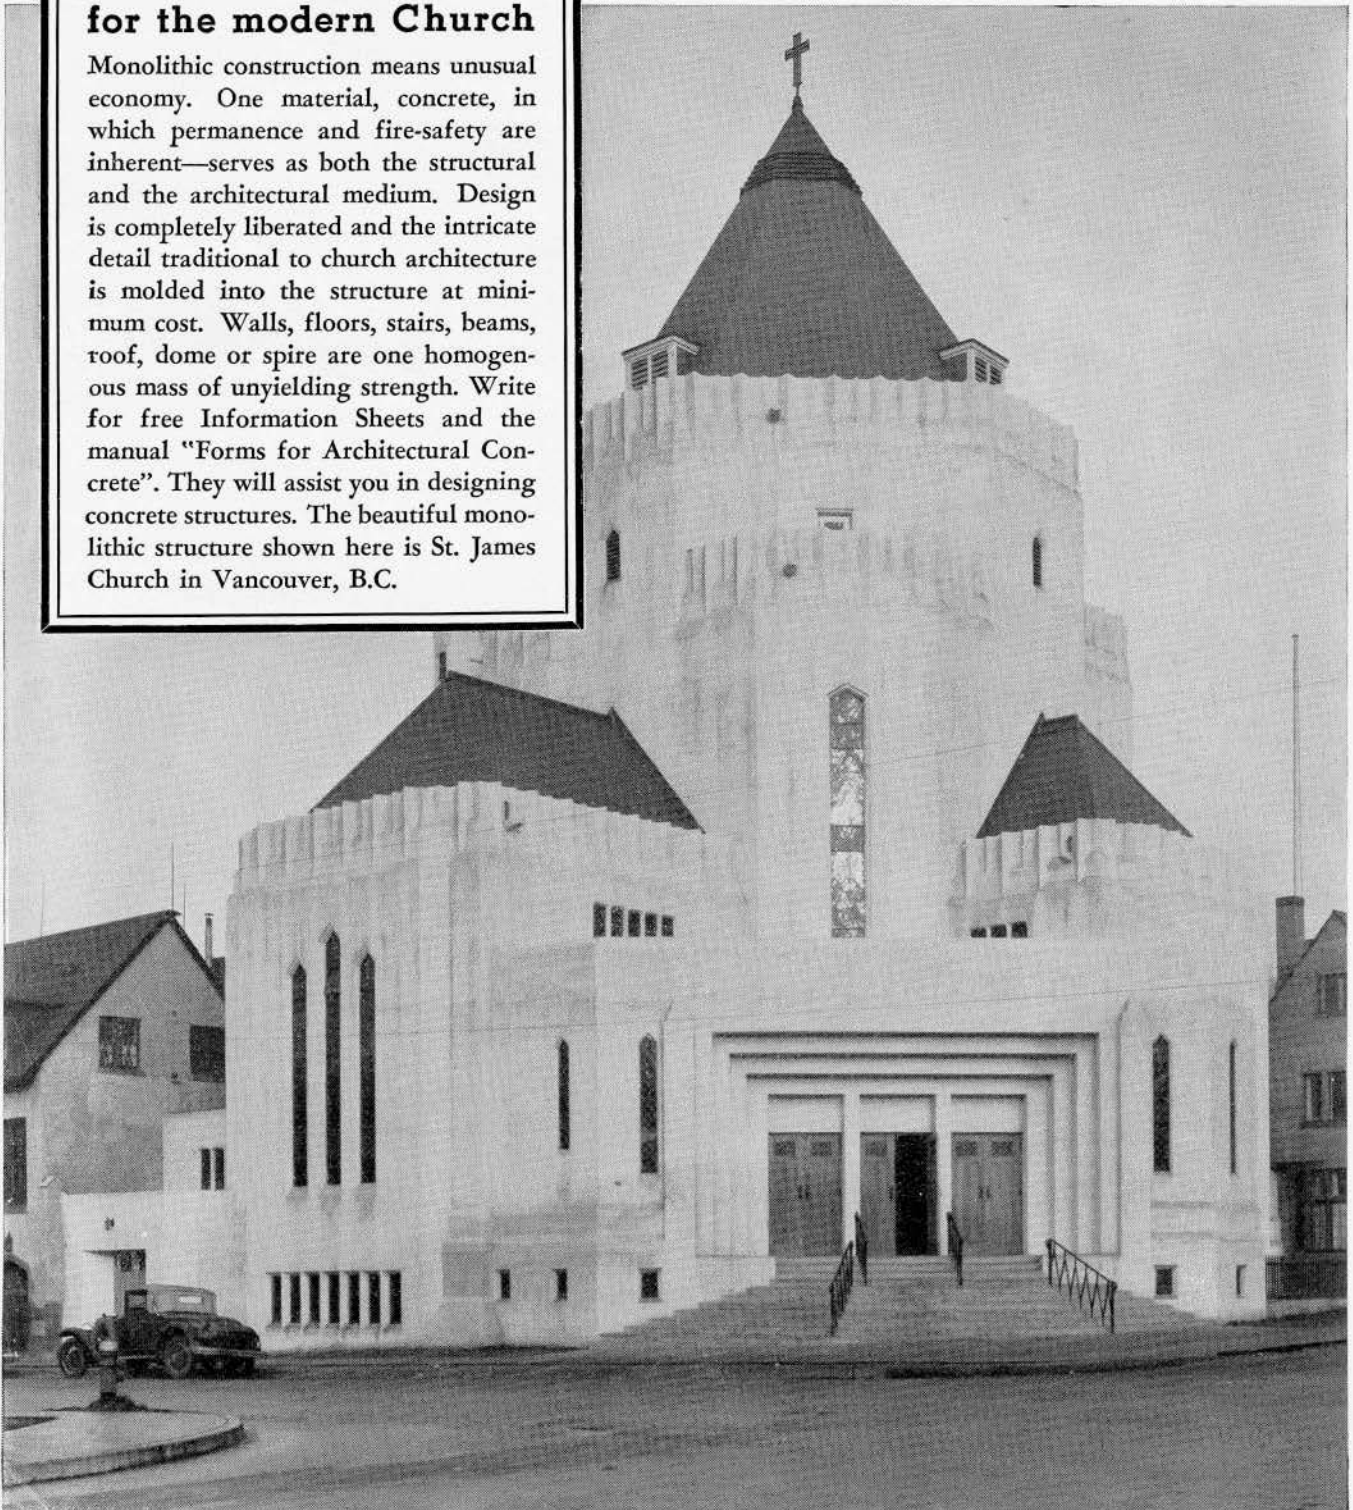 for the modern Church
Monolithic construction means unusual
economy. One material, concrete, in
which permanence and fire-safety are
inherent—serves as both the structural
and the architectural medium. Design
is completely liberated and the intricate
detail traditional to church architecture
is molded into the structure at mini-
mum cost. Walls, floors, stairs, beams,
roof, dome or spire are one homogen-
ous mass of unyielding strength. Write
for free Information Sheets and the
manual "Forms for Architectural Con-
crete". They will assist you in designing
concrete structures. The beautiful mono-
lithic structure shown here is St. James
Church in Vancouver, B.C.